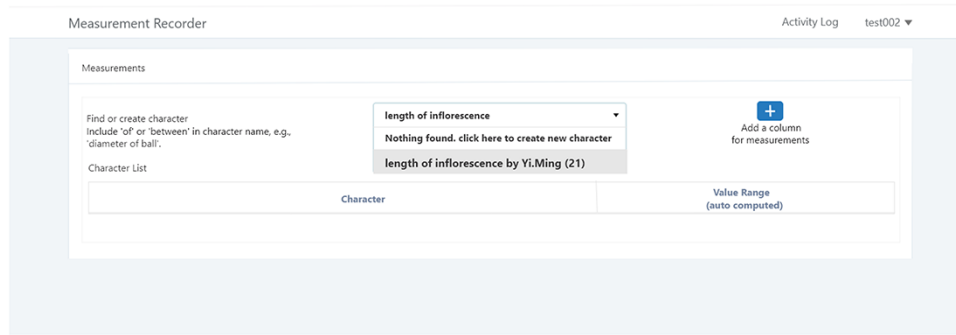 Measurement Recorder
Activity Log
test002
Measurements
Find or create character
Include 'of' or 'between' in character name, e.g.,
'diameter of ball'.
length of inflorescence
Nothing found. click here to create new character
length of inflorescence by Yi.Ming (21)
+
Add a column
for measurements
Character List
Character
Value Range
(auto computed)